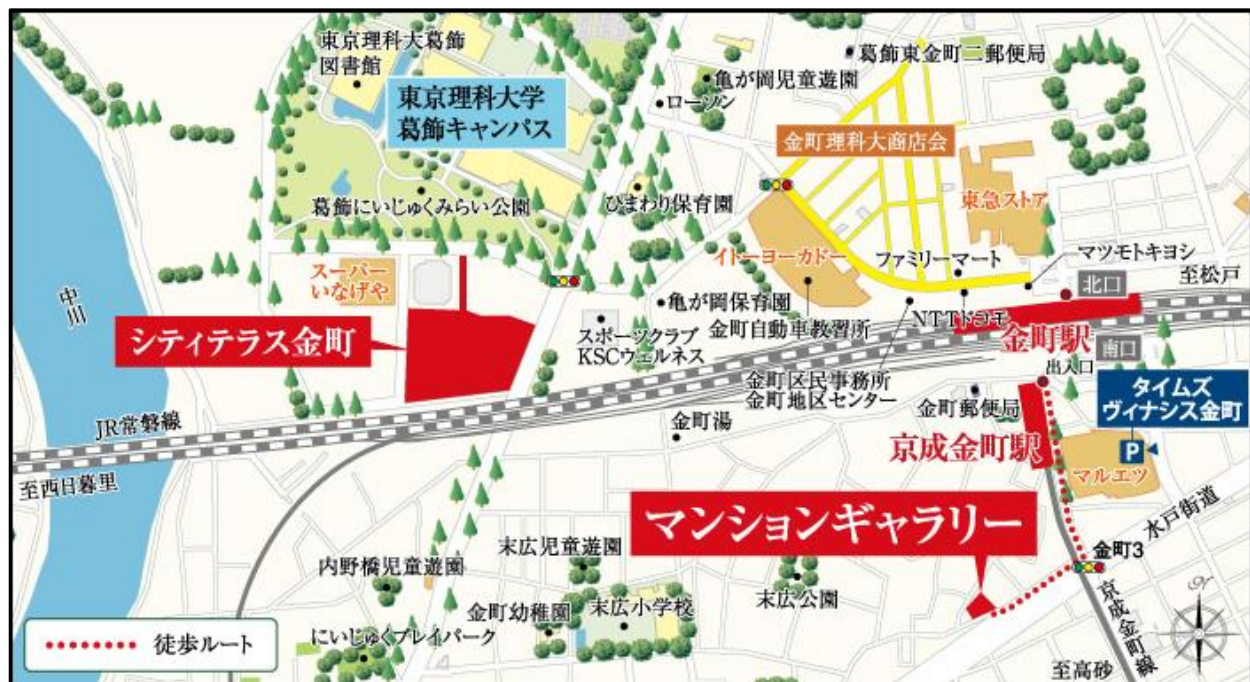 東京理科大葛飾
図書館
東京理科大学
葛飾キャンパス
亀が岡児童遊園
ローソン
葛飾東金町二郵便局
金町理科大商店会
葛飾にいじゅくみらい公園
ひまわり保育園
東急ストア
イトーヨーカドー
ファミリーマート
マツモトキヨシ
至松戸
北口
スーパー
いなげや
中川
亀が岡保育園
金町自動車教習所
NTTドコモ
シティテラス金町
スポーツクラブ
KSCウェルネス
金町駅
南口
出入口
金町区民事務所
金町地区センター
金町郵便局
タイムズ
ヴィナシス金町
P
JR常磐線
金町湯
京成金町駅
マルエツ
至西日暮里
マンションギャラリー
水戸街道
金町3
末広児童遊園
内野橋児童遊園
末広公園
金町幼稚園
末広小学校
にいじゅくプレイパーク
京成金町線
至高砂
徒歩ルート